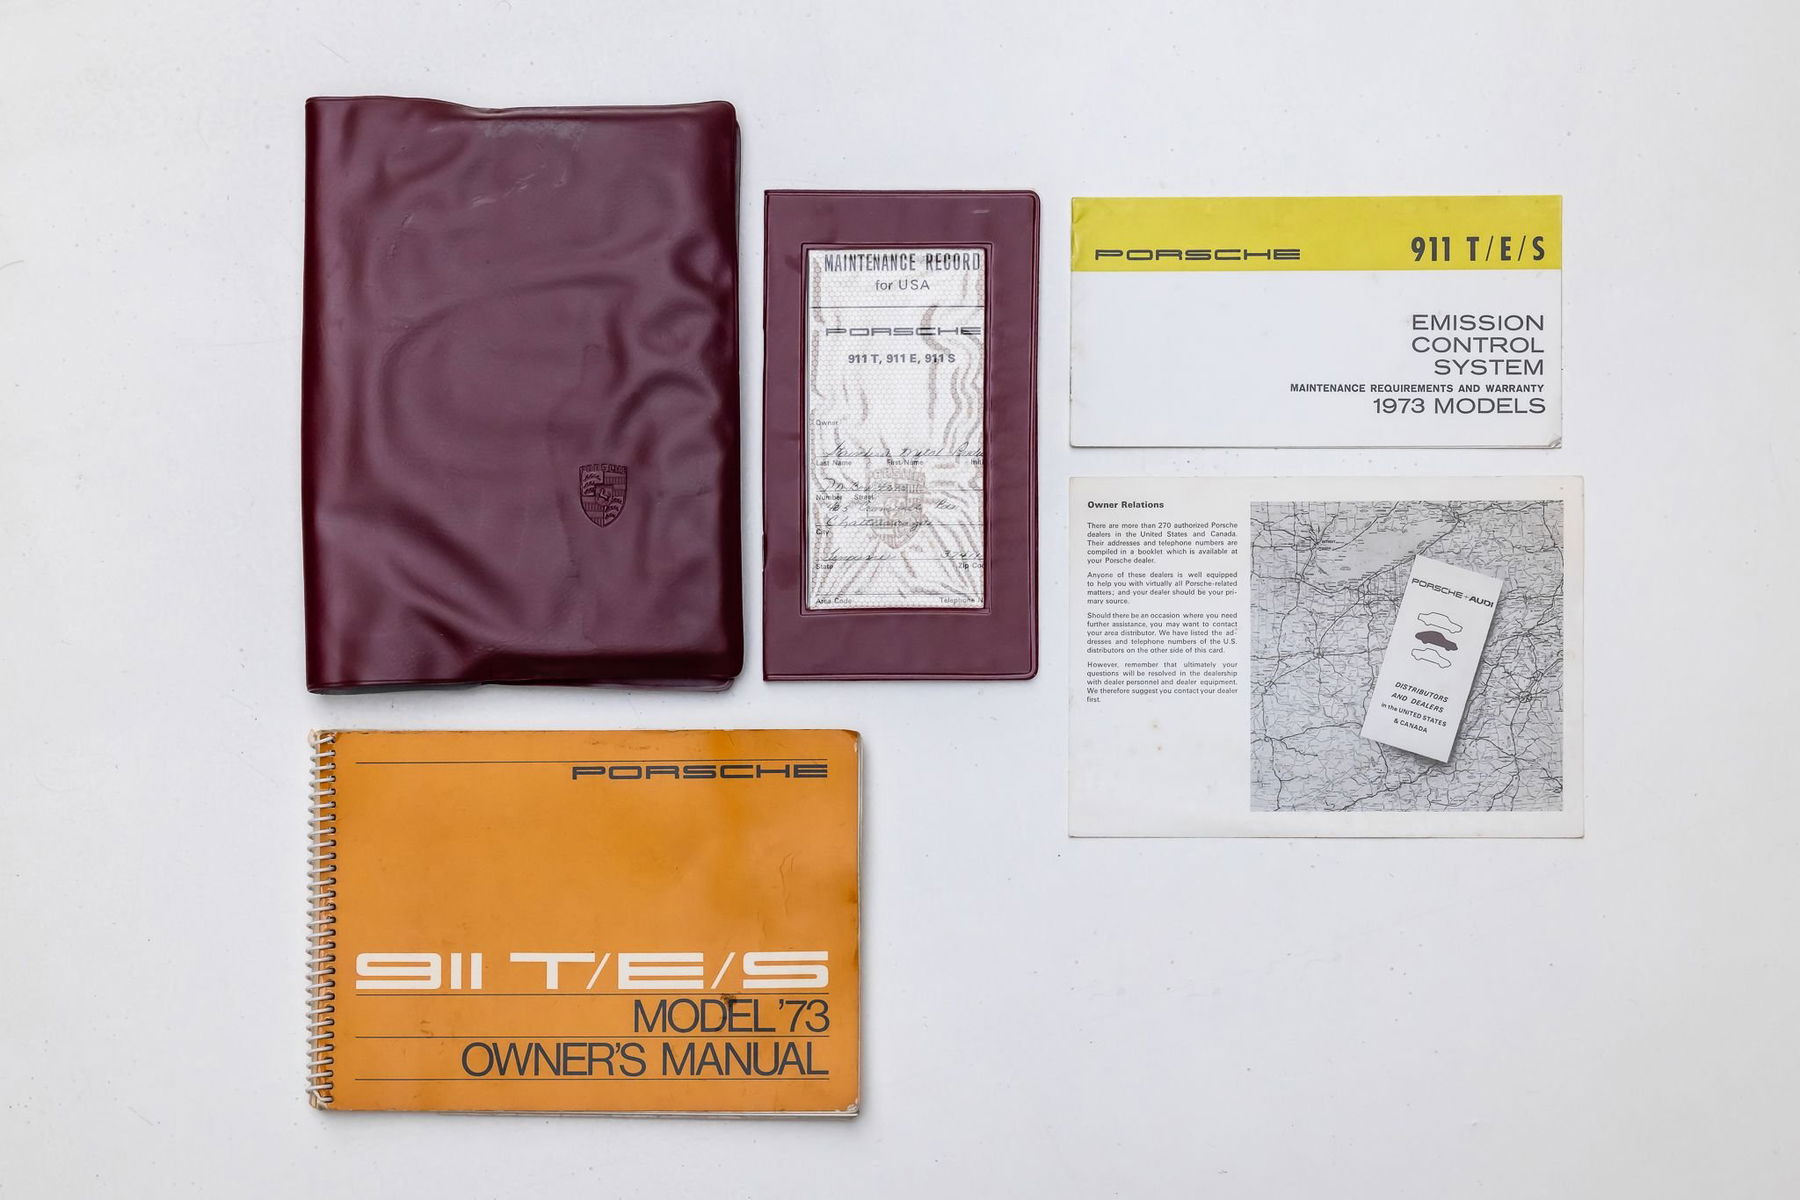 PORSCHE
MAINTENANCE RECORD
for USA
PORSCHE
911 T, 911 E, 911 S
Owner
Last Name First Name Initi
Number Street
City
State Zip Co
Area Code Telephone N
PORSCHE 911 T/E/S
EMISSION
CONTROL
SYSTEM
MAINTENANCE REQUIREMENTS AND WARRANTY
1973 MODELS
Owner Relations
There are more than 270 authorized Porsche
dealers in the United States and Canada.
Their addresses and telephone numbers are
compiled in a booklet which is available at
your Porsche dealer.
Anyone of these dealers is well equipped
to help you with virtually all Porsche-related
matters; and your dealer should be your pri-
mary source.
Should there be an occasion where you need
further assistance, you may want to contact
your area distributor. We have listed the ad-
dresses and telephone numbers of the U.S.
distributors on the other side of this card.
However, remember that ultimately your
questions will be resolved in the dealership
with dealer personnel and dealer equipment.
We therefore suggest you contact your dealer
first.
PORSCHE+AUDI
DISTRIBUTORS
AND DEALERS
in the UNITED STATES
& CANADA
PORSCHE
911 T/E/S
MODEL '73
OWNER'S MANUAL